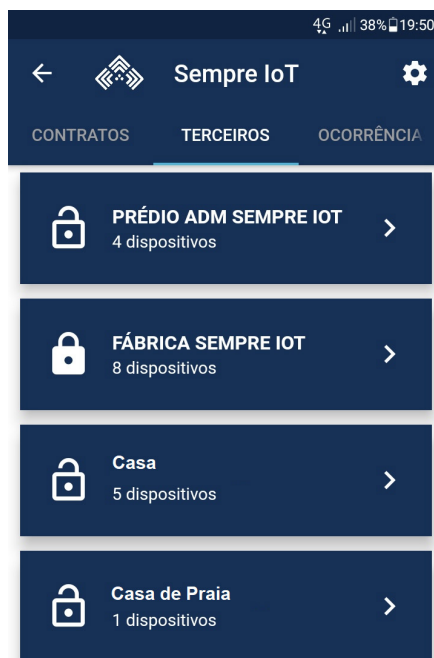 4G 38% 19:50
Sempre IoT
CONTRATOS TERCEIROS OCORRÊNCIA
PRÉDIO ADM SEMPRE IOT
4 dispositivos
FÁBRICA SEMPRE IOT
8 dispositivos
Casa
5 dispositivos
Casa de Praia
1 dispositivos